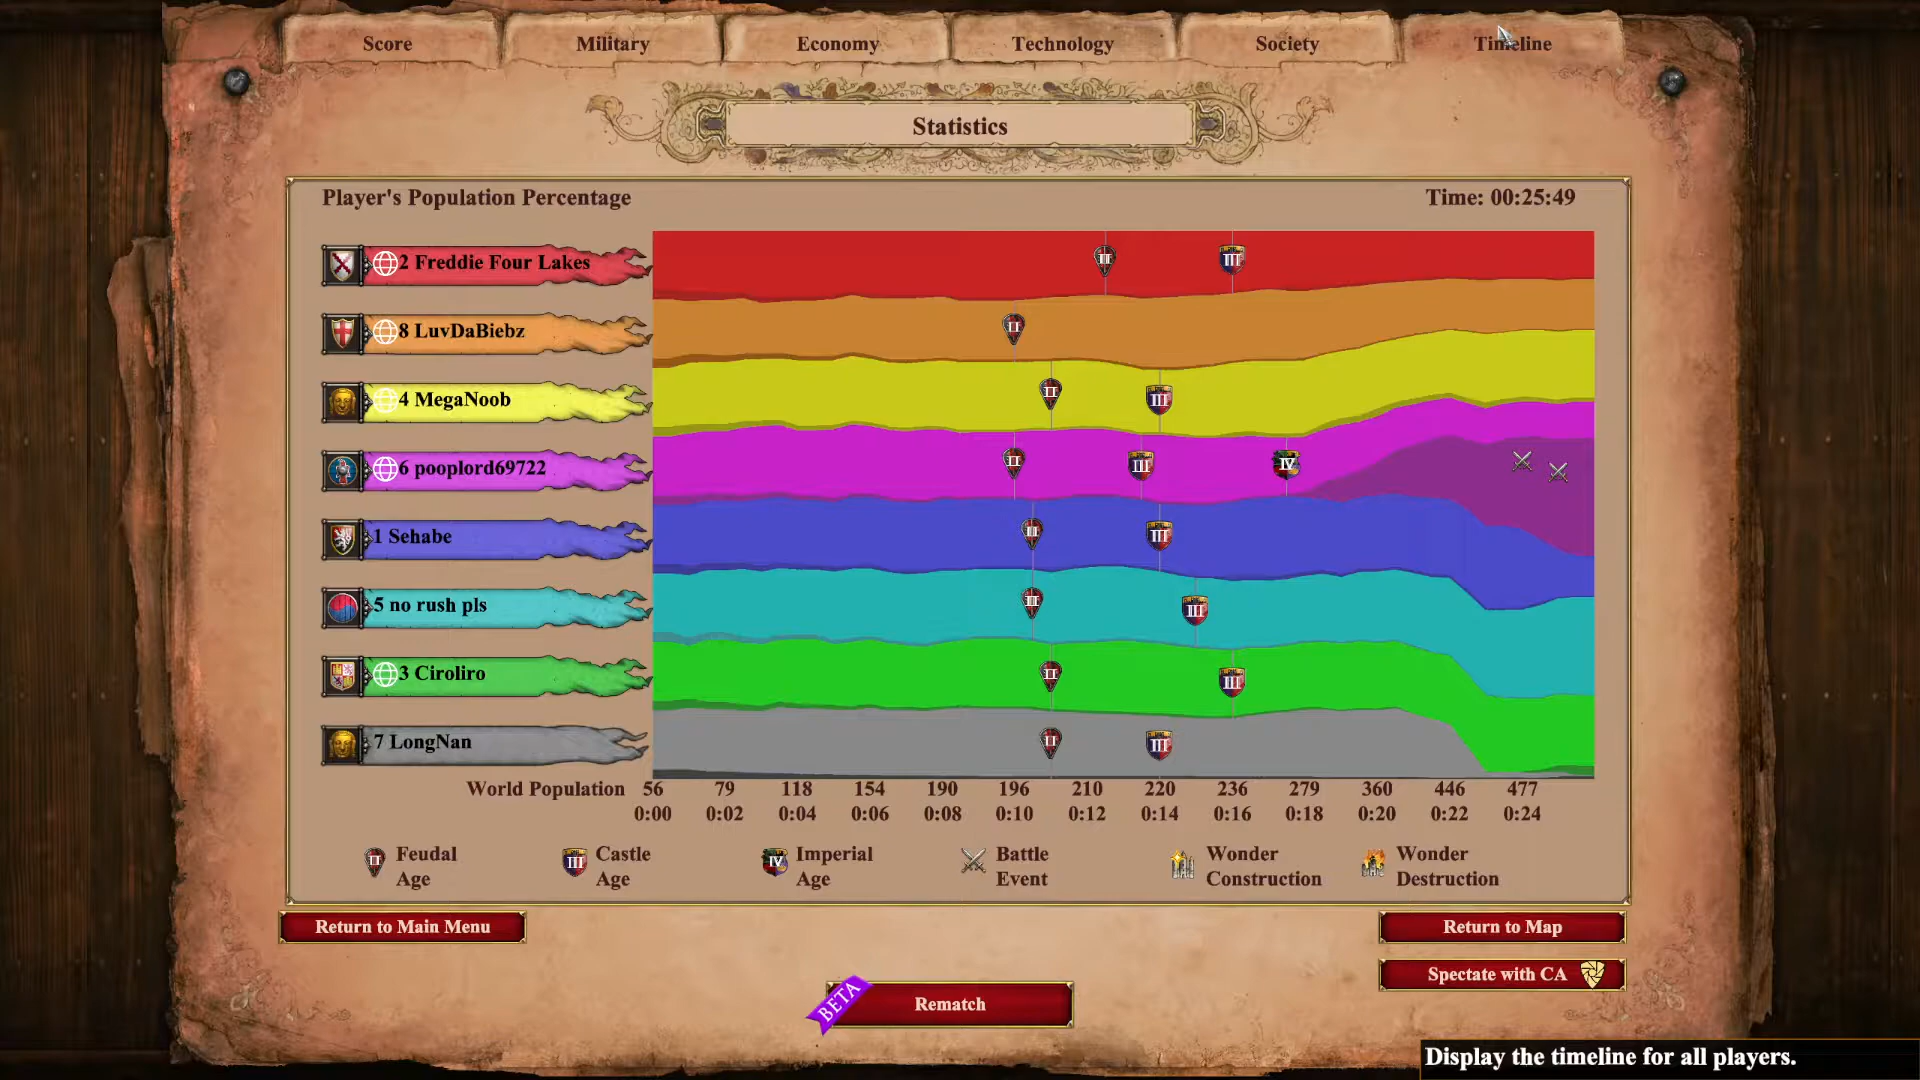 Score Military Economy Technology Society Timeline
Statistics
Player's Population Percentage Time: 00:25:49
2 Freddie Four Lakes
8 LuvDaBiebz
4 MegaNoob
6 pooplord69722
1 Sehabe
5 no rush pls
3 Ciroliro
7 LongNan
World Population 56 79 118 154 190 196 210 220 236 279 360 446 477
0:00 0:02 0:04 0:06 0:08 0:10 0:12 0:14 0:16 0:18 0:20 0:22 0:24
Feudal Age
Castle Age
Imperial Age
Battle Event
Wonder Construction
Wonder Destruction
Return to Main Menu
Return to Map
Spectate with CA
BETA
Rematch
Display the timeline for all players.